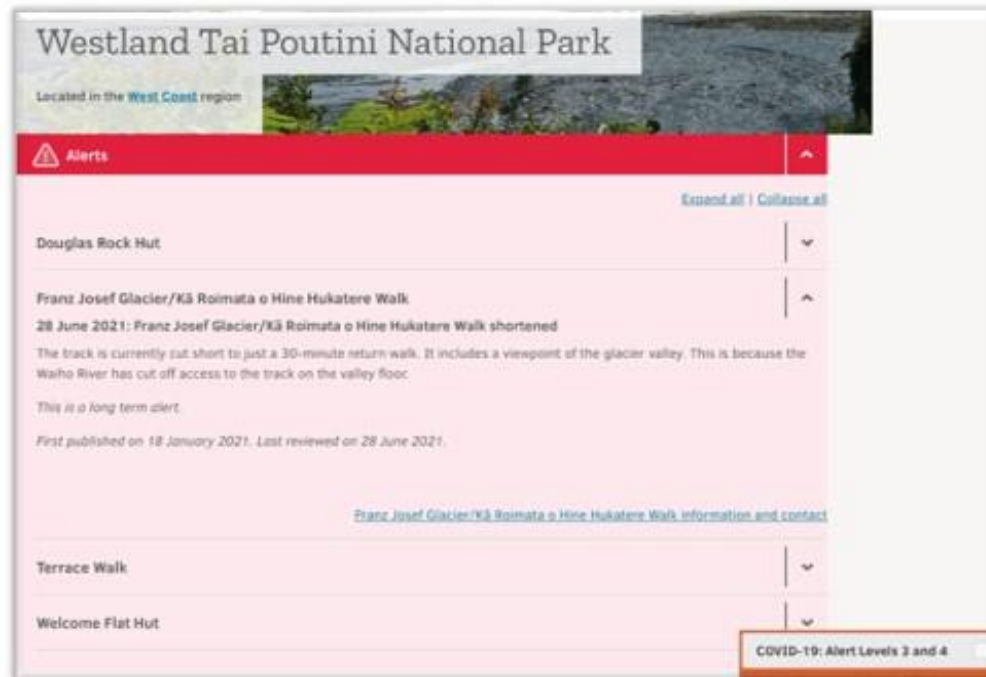 Westland Tai Poutini National Park
Located in the West Coast region
Alerts
Expand all | Collapse all
Douglas Rock Hut
Franz Josef Glacier/Kā Roimata o Hine Hukatere Walk
28 June 2021: Franz Josef Glacier/Kā Roimata o Hine Hukatere Walk shortened
The track is currently cut short to just a 30-minute return walk. It includes a viewpoint of the glacier valley. This is because the
Waiho River has cut off access to the track on the valley floor.
This is a long term alert.
First published on 18 January 2021. Last reviewed on 28 June 2021.
Franz Josef Glacier/Kā Roimata o Hine Hukatere Walk information and contact
Terrace Walk
Welcome Flat Hut
COVID-19: Alert Levels 3 and 4